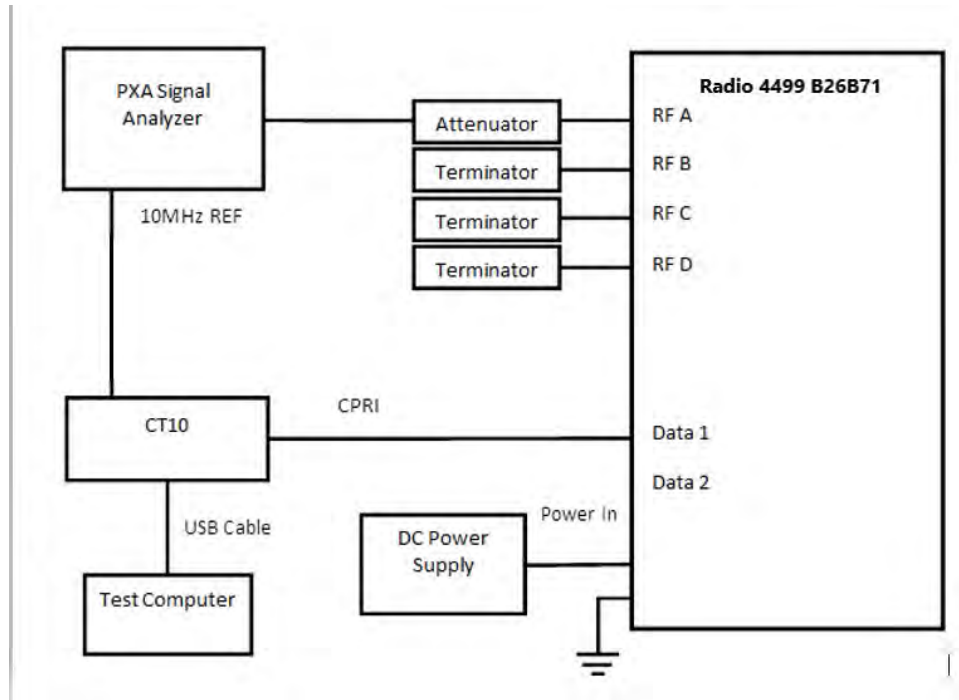 PXA Signal
Analyzer
Radio 4499 B26B71
Attenuator
RF A
Terminator
RF B
Terminator
RF C
Terminator
RF D
10MHz REF
CT10
CPRI
Data 1
Data 2
USB Cable
Power In
DC Power
Supply
Test Computer